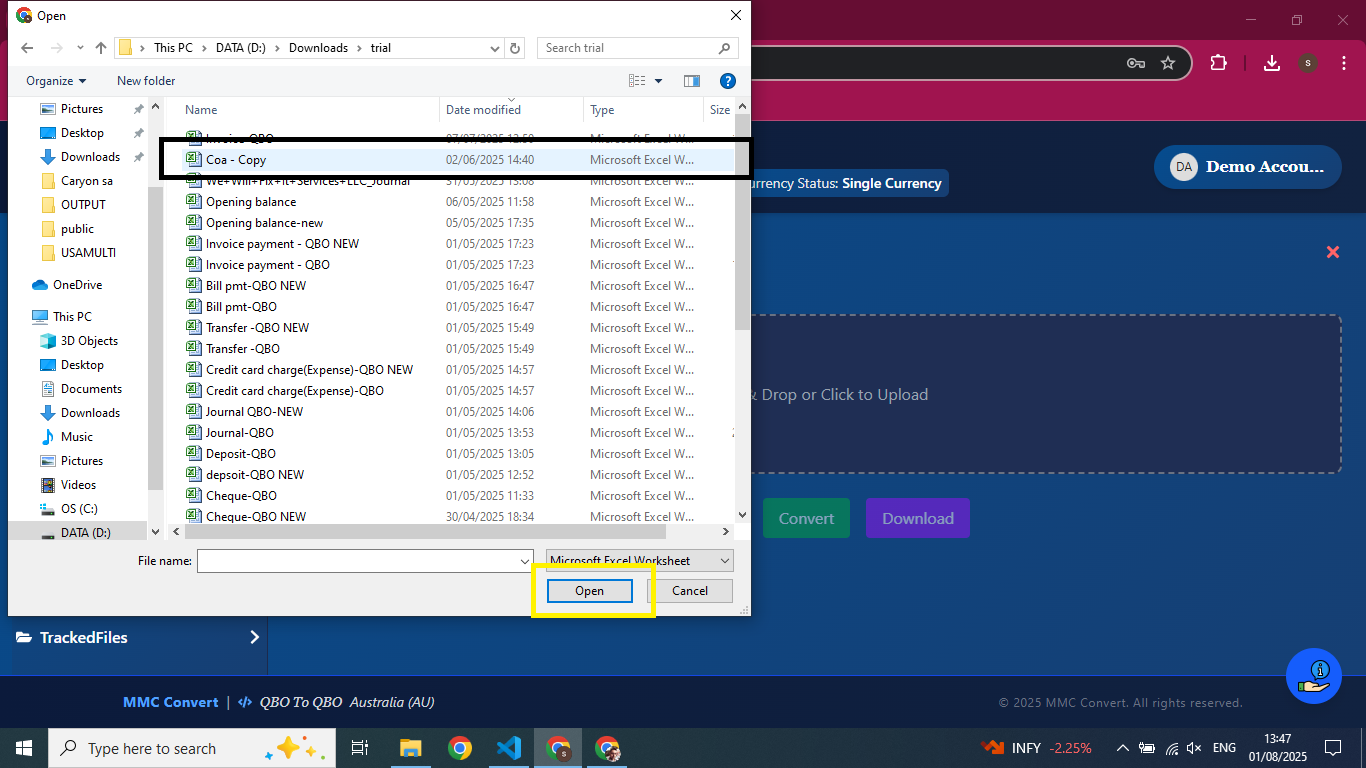 Open
This PC > DATA (D:) > Downloads > trial
Search trial
Organize
New folder
Pictures
Desktop
Downloads
Caryon sa
OUTPUT
public
USAMULTI
OneDrive
This PC
3D Objects
Desktop
Documents
Downloads
Music
Pictures
Videos
OS (C:)
DATA (D:)
Name Date modified Type Size
Invoice-QBO 07/07/2025 12:59 Microsoft Excel W...
Coa - Copy 02/06/2025 14:40 Microsoft Excel W...
We+Will+Fix+It+Services+LLC_Journal 31/05/2025 13:08 Microsoft Excel W...
Opening balance 06/05/2025 11:58 Microsoft Excel W...
Opening balance-new 05/05/2025 17:35 Microsoft Excel W...
Invoice payment - QBO NEW 01/05/2025 17:23 Microsoft Excel W...
Invoice payment - QBO 01/05/2025 17:23 Microsoft Excel W...
Bill pmt-QBO NEW 01/05/2025 16:47 Microsoft Excel W...
Bill pmt-QBO 01/05/2025 16:47 Microsoft Excel W...
Transfer -QBO NEW 01/05/2025 15:49 Microsoft Excel W...
Transfer -QBO 01/05/2025 15:49 Microsoft Excel W...
Credit card charge(Expense)-QBO NEW 01/05/2025 14:57 Microsoft Excel W...
Credit card charge(Expense)-QBO 01/05/2025 14:57 Microsoft Excel W...
Journal QBO-NEW 01/05/2025 14:06 Microsoft Excel W...
Journal-QBO 01/05/2025 13:53 Microsoft Excel W...
Deposit-QBO 01/05/2025 13:05 Microsoft Excel W...
depsoit-QBO NEW 01/05/2025 12:52 Microsoft Excel W...
Cheque-QBO 01/05/2025 11:33 Microsoft Excel W...
Cheque-QBO NEW 30/04/2025 18:34 Microsoft Excel W...
File name:
Microsoft Excel Worksheet
Open
Cancel
S
DA Demo Accou...
urrency Status: Single Currency
& Drop or Click to Upload
Convert
Download
TrackedFiles
MMC Convert | </> QBO To QBO Australia (AU)
© 2025 MMC Convert. All rights reserved.
Type here to search
S
INFY -2.25%
ENG
13:47
01/08/2025